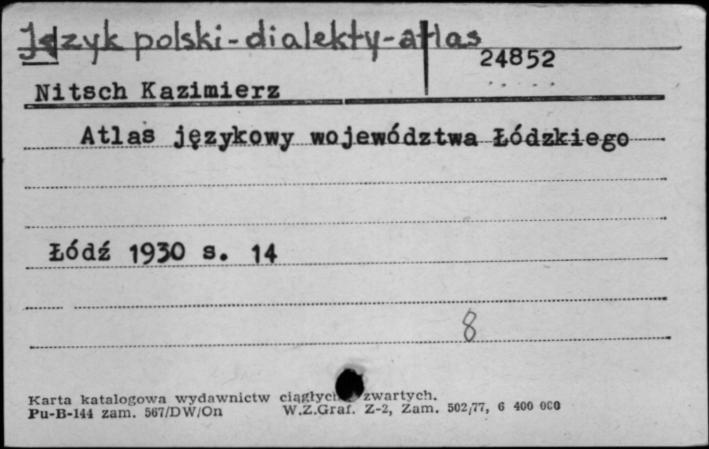 Język polski-dialekty-atlas
24852
Nitsch Kazimierz
Atlas językowy województwa Łódzkiego
Łódź 1930 s. 14
8
Karta katalogowa wydawnictw ciągłych zwartych.
Pu-B-144 zam. 567/DW/On W.Z.Graf. Z-2, Zam. 502/77, 6 400 000